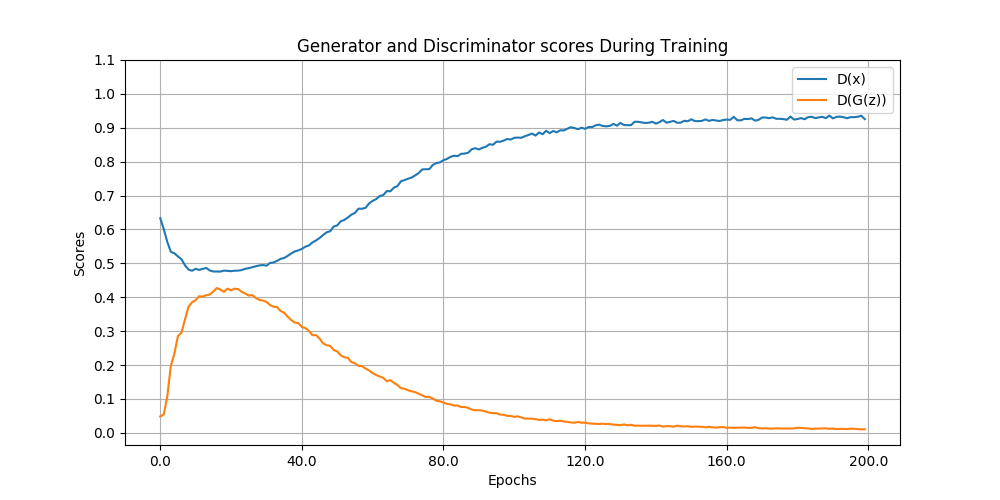 Generator and Discriminator scores During Training
1.1
1.0
0.9
0.8
0.7
0.6
0.5
0.4
0.3
0.2
0.1
0.0
Scores
D(x)
D(G(z))
0.0 40.0 80.0 120.0 160.0 200.0
Epochs